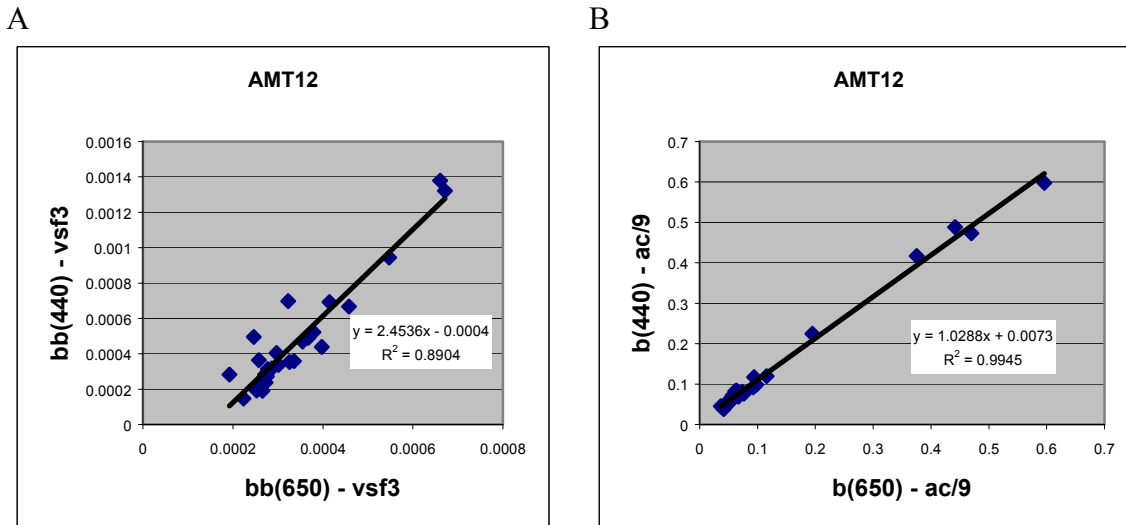 A
AMT12
bb(440) - vsf3
0.0016
0.0014
0.0012
0.001
0.0008
0.0006
0.0004
0.0002
0
y = 2.4536x - 0.0004
R² = 0.8904
0 0.0002 0.0004 0.0006 0.0008
bb(650) - vsf3
B
AMT12
b(440) - ac/9
0.7
0.6
0.5
0.4
0.3
0.2
0.1
0
y = 1.0288x + 0.0073
R² = 0.9945
0 0.1 0.2 0.3 0.4 0.5 0.6 0.7
b(650) - ac/9